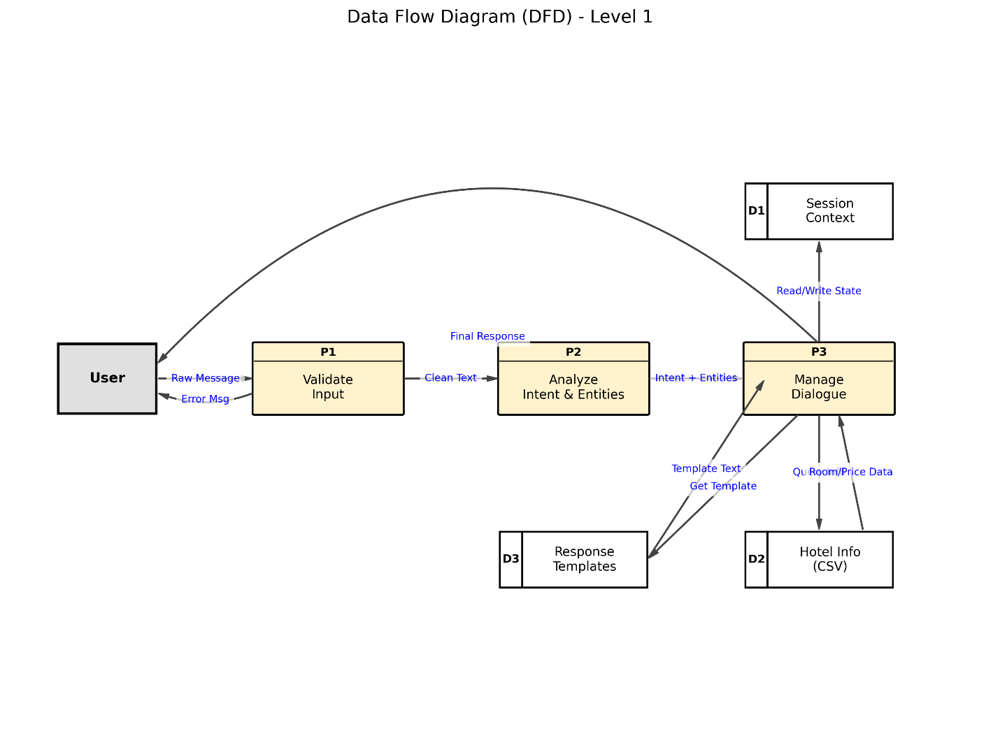 Data Flow Diagram (DFD) - Level 1
D1
Session
Context
Read/Write State
Final Response
User
Raw Message
Error Msg
P1
Validate
Input
Clean Text
P2
Analyze
Intent & Entities
Intent + Entities
P3
Manage
Dialogue
Template Text
Get Template
Room/Price Data
D3
Response
Templates
D2
Hotel Info
(CSV)